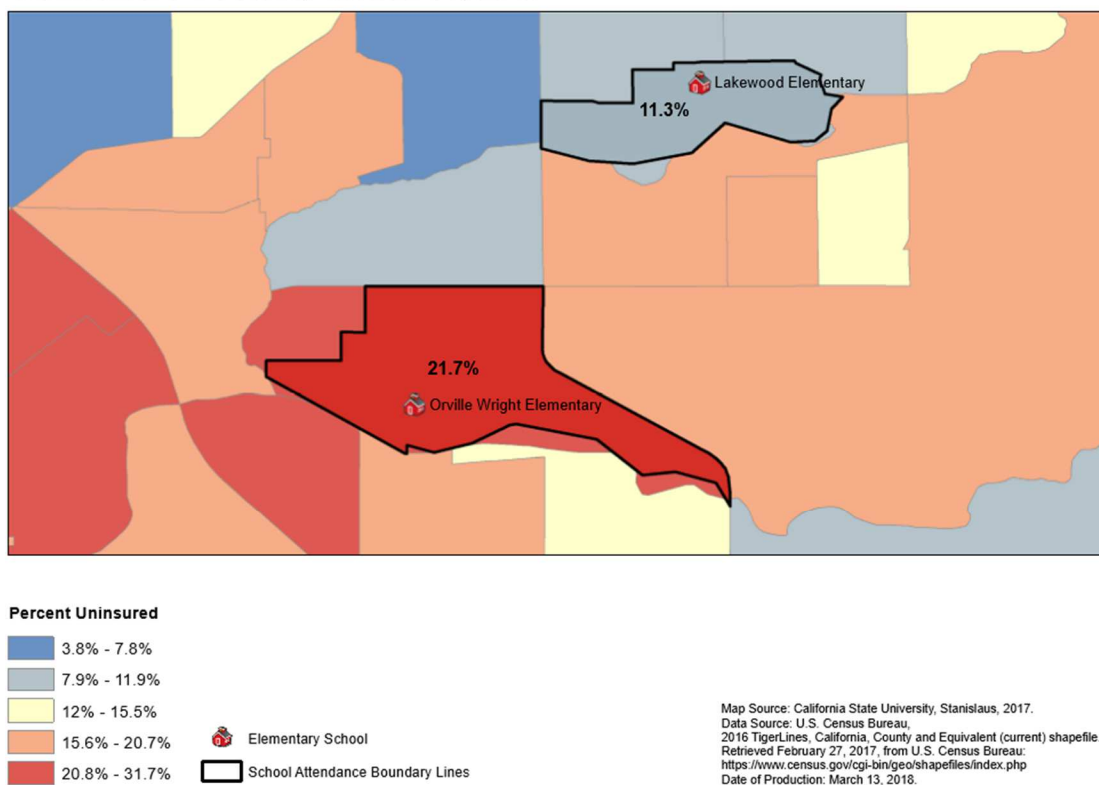 Lakewood Elementary
11.3%
21.7%
Orville Wright Elementary
Percent Uninsured
3.8% - 7.8%
7.9% - 11.9%
12% - 15.5%
15.6% - 20.7%
20.8% - 31.7%
Elementary School
School Attendance Boundary Lines
Map Source: California State University, Stanislaus, 2017.
Data Source: U.S. Census Bureau,
2016 TigerLines, California, County and Equivalent (current) shapefile.
Retrieved February 27, 2017, from U.S. Census Bureau:
https://www.census.gov/cgi-bin/geo/shapefiles/index.php
Date of Production: March 13, 2018.